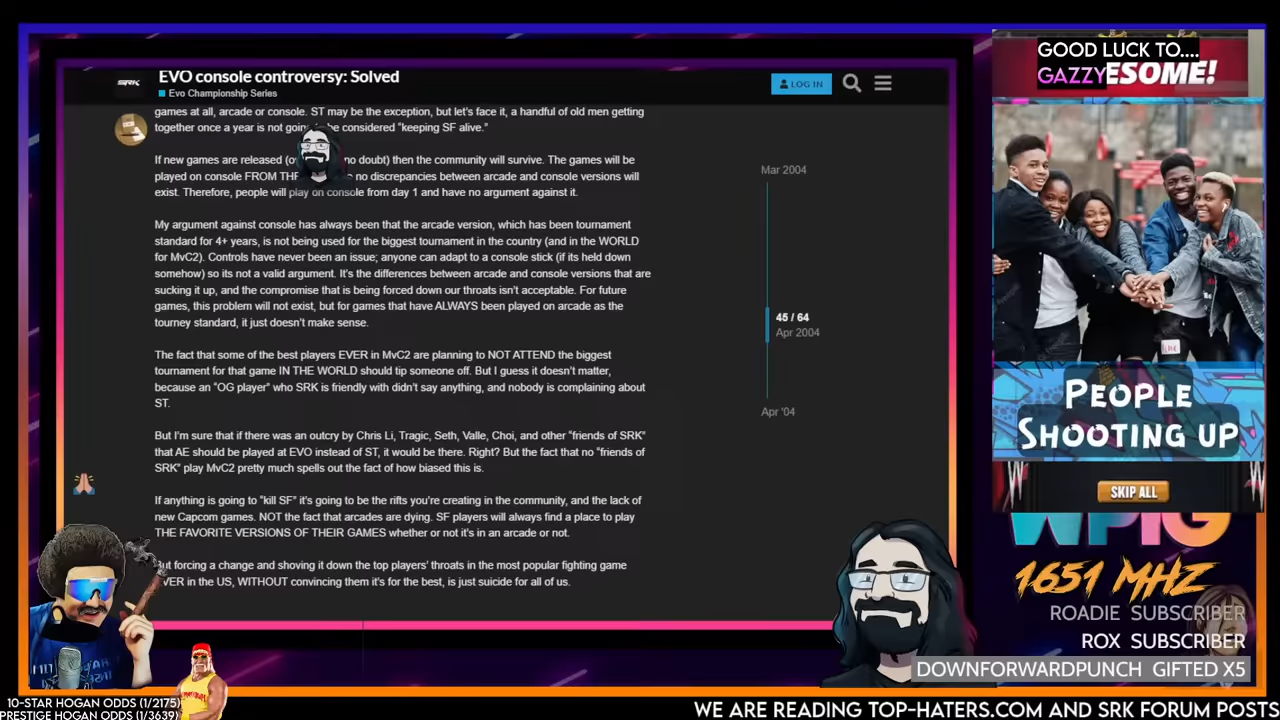 SRK
EVO console controversy: Solved
Evo Championship Series
LOG IN
games at all, arcade or console. ST may be the exception, but let's face it, a handful of old men getting
together once a year is not going to be considered "keeping SF alive."
If new games are released (o no doubt) then the community will survive. The games will be
played on console FROM THE no discrepancies between arcade and console versions will
exist. Therefore, people will play on console from day 1 and have no argument against it.
My argument against console has always been that the arcade version, which has been tournament
standard for 4+ years, is not being used for the biggest tournament in the country (and in the WORLD
for MvC2). Controls have never been an issue; anyone can adapt to a console stick (if its held down
somehow) so its not a valid argument. It's the differences between arcade and console versions that are
sucking it up, and the compromise that is being forced down our throats isn't acceptable. For future
games, this problem will not exist, but for games that have ALWAYS been played on arcade as the
tourney standard, it just doesn't make sense.
The fact that some of the best players EVER in MvC2 are planning to NOT ATTEND the biggest
tournament for that game IN THE WORLD should tip someone off. But I guess it doesn't matter,
because an "OG player" who SRK is friendly with didn't say anything, and nobody is complaining about
ST.
But I'm sure that if there was an outcry by Chris Li, Tragic, Seth, Valle, Choi, and other "friends of SRK"
that AE should be played at EVO instead of ST, it would be there. Right? But the fact that no "friends of
SRK" play MvC2 pretty much spells out the fact of how biased this is.
If anything is going to "kill SF" it's going to be the rifts you're creating in the community, and the lack of
new Capcom games. NOT the fact that arcades are dying. SF players will always find a place to play
THE FAVORITE VERSIONS OF THEIR GAMES whether or not it's in an arcade or not.
But forcing a change and shoving it down the top players' throats in the most popular fighting game
EVER in the US, WITHOUT convincing them it's for the best, is just suicide for all of us.
Mar 2004
45 / 64
Apr 2004
Apr '04
GOOD LUCK TO....
GAZZY
ESOME!
PEOPLE
SHOOTING UP
SKIP ALL
WPIG
1651 MHZ
ROADIE SUBSCRIBER
ROX SUBSCRIBER
DOWNFORWARDPUNCH GIFTED X5
10-STAR HOGAN ODDS (1/2175)
PRESTIGE HOGAN ODDS (1/3639)
WE ARE READING TOP-HATERS.COM AND SRK FORUM POSTS